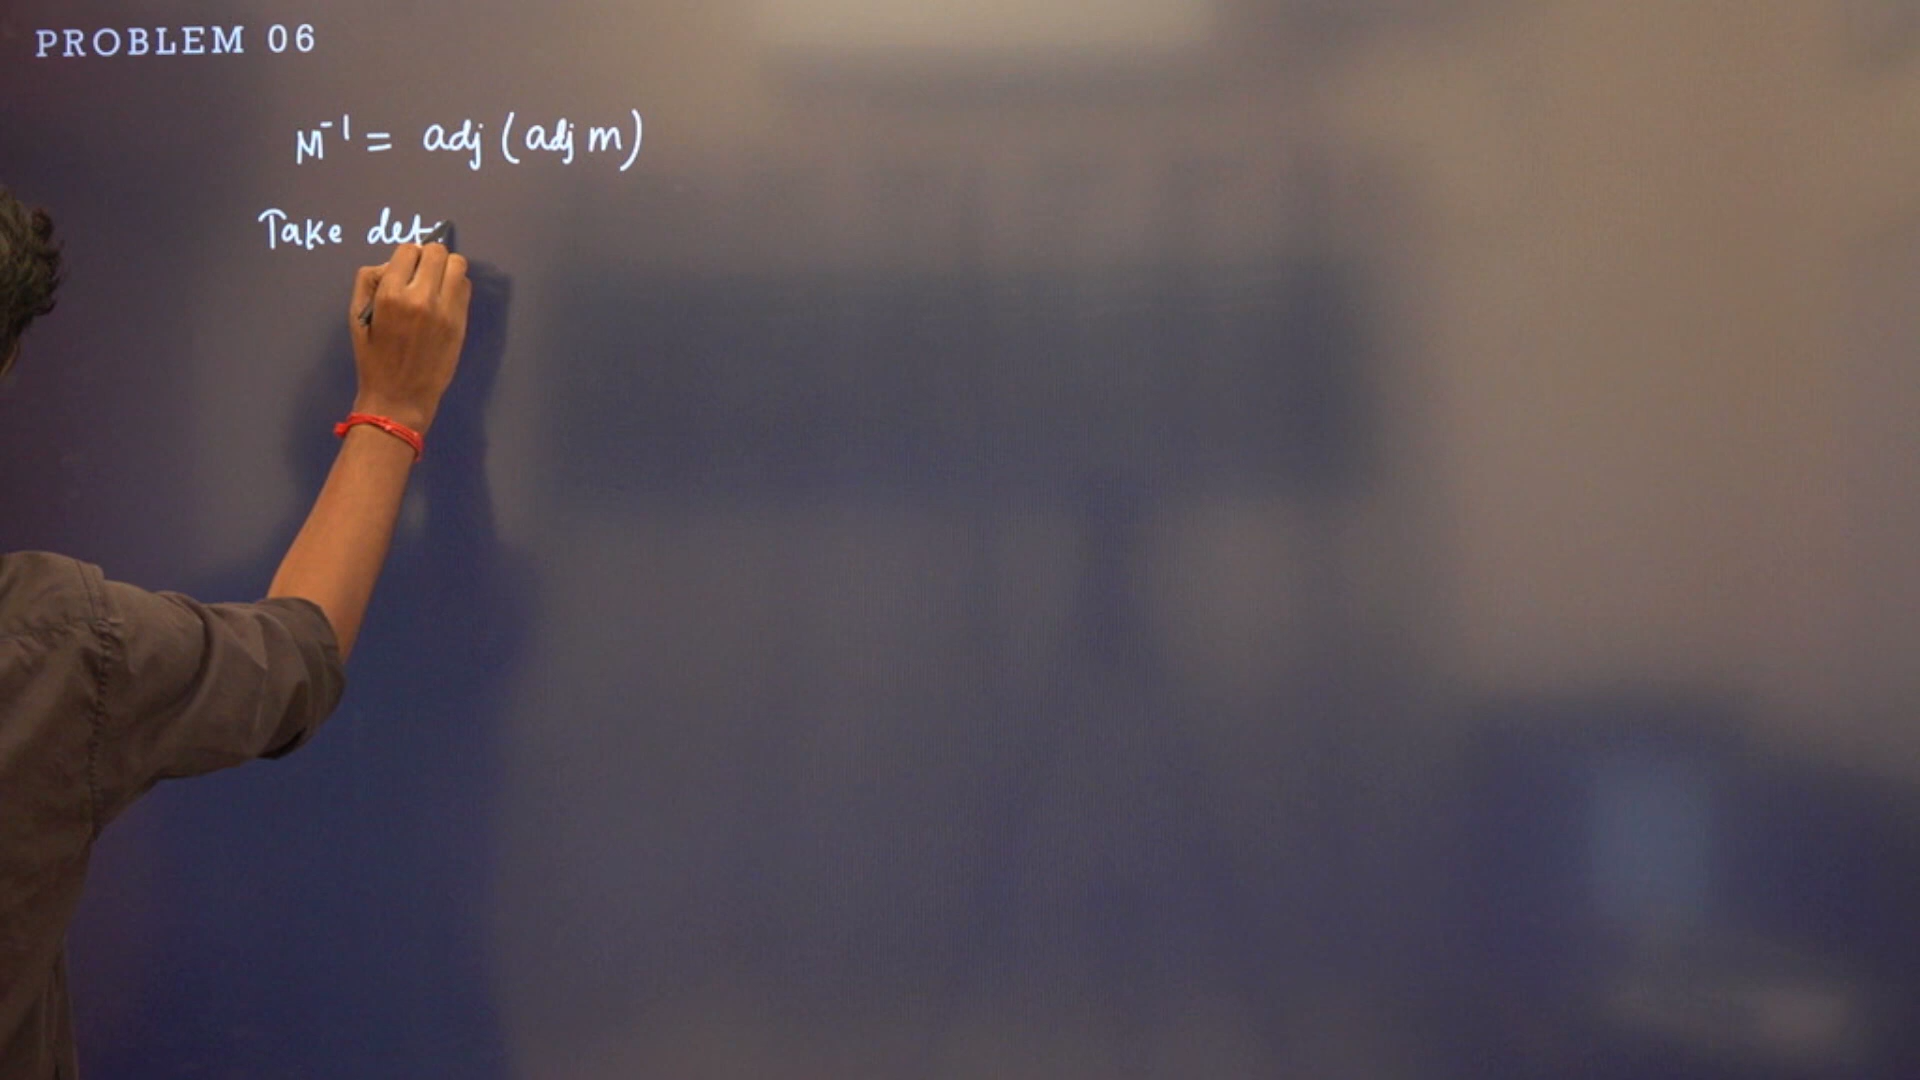 PROBLEM 06
M⁻¹ = adj (adj m)
Take det